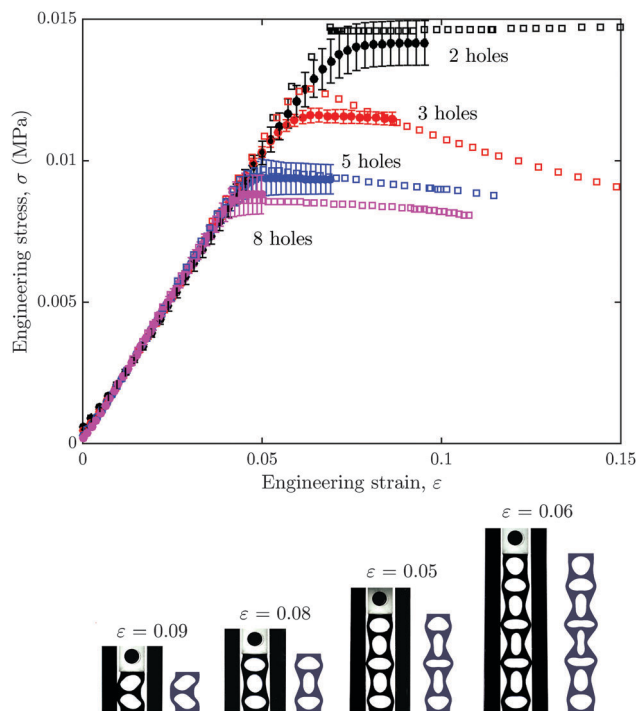 0.015
2 holes
3 holes
0.01
5 holes
8 holes
0.005
0
0
0.05
0.1
0.15
Engineering stress, σ (MPa)
Engineering strain, ε
ε = 0.06
ε = 0.05
ε = 0.08
ε = 0.09